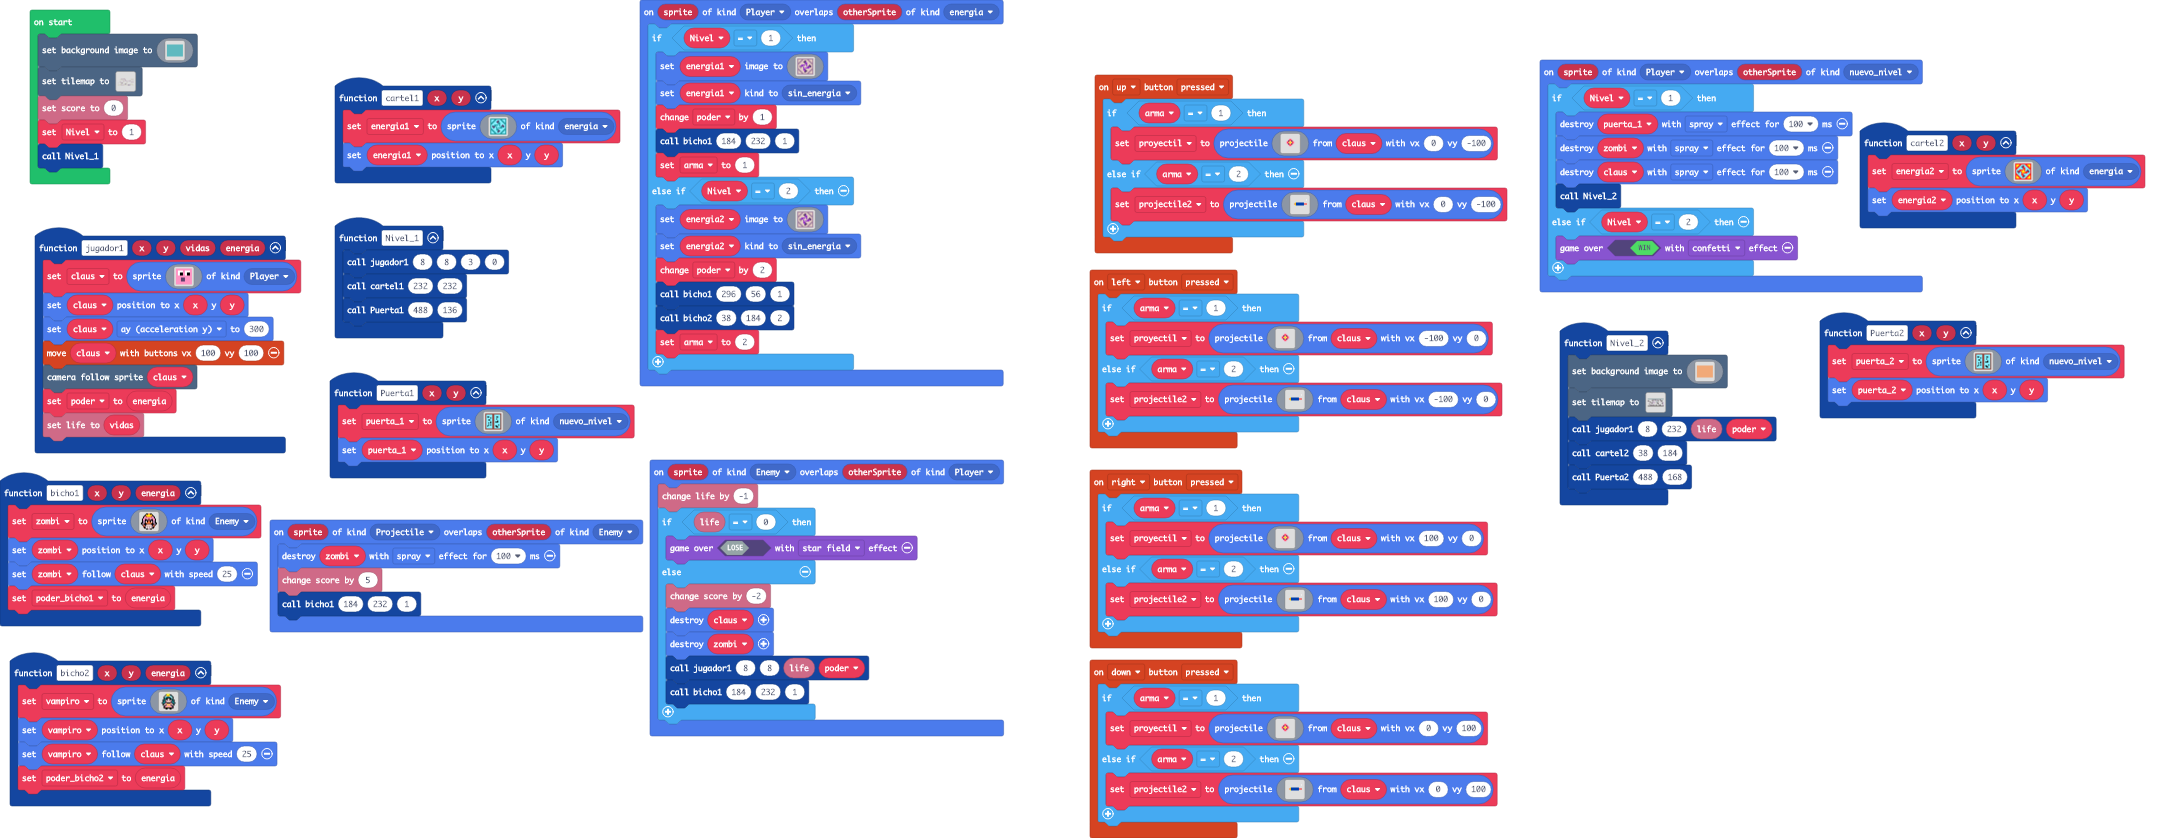 on start
set background image to
set tilemap to
set score to 0
set Nivel to 1
call Nivel_1
function jugador1 x y vidas energia
set claus to sprite of kind Player
set claus position to x x y y
set claus ay (acceleration y) to 300
move claus with buttons vx 100 vy 100
camera follow sprite claus
set poder to energia
set life to vidas
function bicho1 x y energia
set zombi to sprite of kind Enemy
set zombi position to x x y y
set zombi follow claus with speed 25
set poder_bicho1 to energia
function bicho2 x y energia
set vampiro to sprite of kind Enemy
set vampiro position to x x y y
set vampiro follow claus with speed 25
set poder_bicho2 to energia
function cartel1 x y
set energia1 to sprite of kind energia
set energia1 position to x x y y
function Nivel_1
call jugador1 8 8 3 0
call cartel1 232 232
call Puerta1 488 136
function Puerta1 x y
set puerta_1 to sprite of kind nuevo_nivel
set puerta_1 position to x x y y
on sprite of kind Projectile overlaps otherSprite of kind Enemy
destroy zombi with spray effect for 100 ms
change score by 5
call bicho1 184 232 1
on sprite of kind Player overlaps otherSprite of kind energia
if Nivel = 1 then
set energia1 image to
set energia1 kind to sin_energia
change poder by 1
call bicho1 184 232 1
set arma to 1
else if Nivel = 2 then
set energia2 image to
set energia2 kind to sin_energia
change poder by 2
call bicho1 296 56 1
call bicho2 38 184 2
set arma to 2
on sprite of kind Enemy overlaps otherSprite of kind Player
change life by -1
if life = 0 then
game over LOSE with star field effect
else
change score by -2
destroy claus
destroy zombi
call jugador1 8 8 life poder
call bicho1 184 232 1
on up button pressed
if arma = 1 then
set proyectil to projectile from claus with vx 0 vy -100
else if arma = 2 then
set projectile2 to projectile from claus with vx 0 vy -100
on left button pressed
if arma = 1 then
set proyectil to projectile from claus with vx -100 vy 0
else if arma = 2 then
set projectile2 to projectile from claus with vx -100 vy 0
on right button pressed
if arma = 1 then
set proyectil to projectile from claus with vx 100 vy 0
else if arma = 2 then
set projectile2 to projectile from claus with vx 100 vy 0
on down button pressed
if arma = 1 then
set proyectil to projectile from claus with vx 0 vy 100
else if arma = 2 then
set projectile2 to projectile from claus with vx 0 vy 100
on sprite of kind Player overlaps otherSprite of kind nuevo_nivel
if Nivel = 1 then
destroy puerta_1 with spray effect for 100 ms
destroy zombi with spray effect for 100 ms
destroy claus with spray effect for 100 ms
call Nivel_2
else if Nivel = 2 then
game over WIN with confetti effect
function Nivel_2
set background image to
set tilemap to
call jugador1 8 232 life poder
call cartel2 38 184
call Puerta2 488 168
function cartel2 x y
set energia2 to sprite of kind energia
set energia2 position to x x y y
function Puerta2 x y
set puerta_2 to sprite of kind nuevo_nivel
set puerta_2 position to x x y y